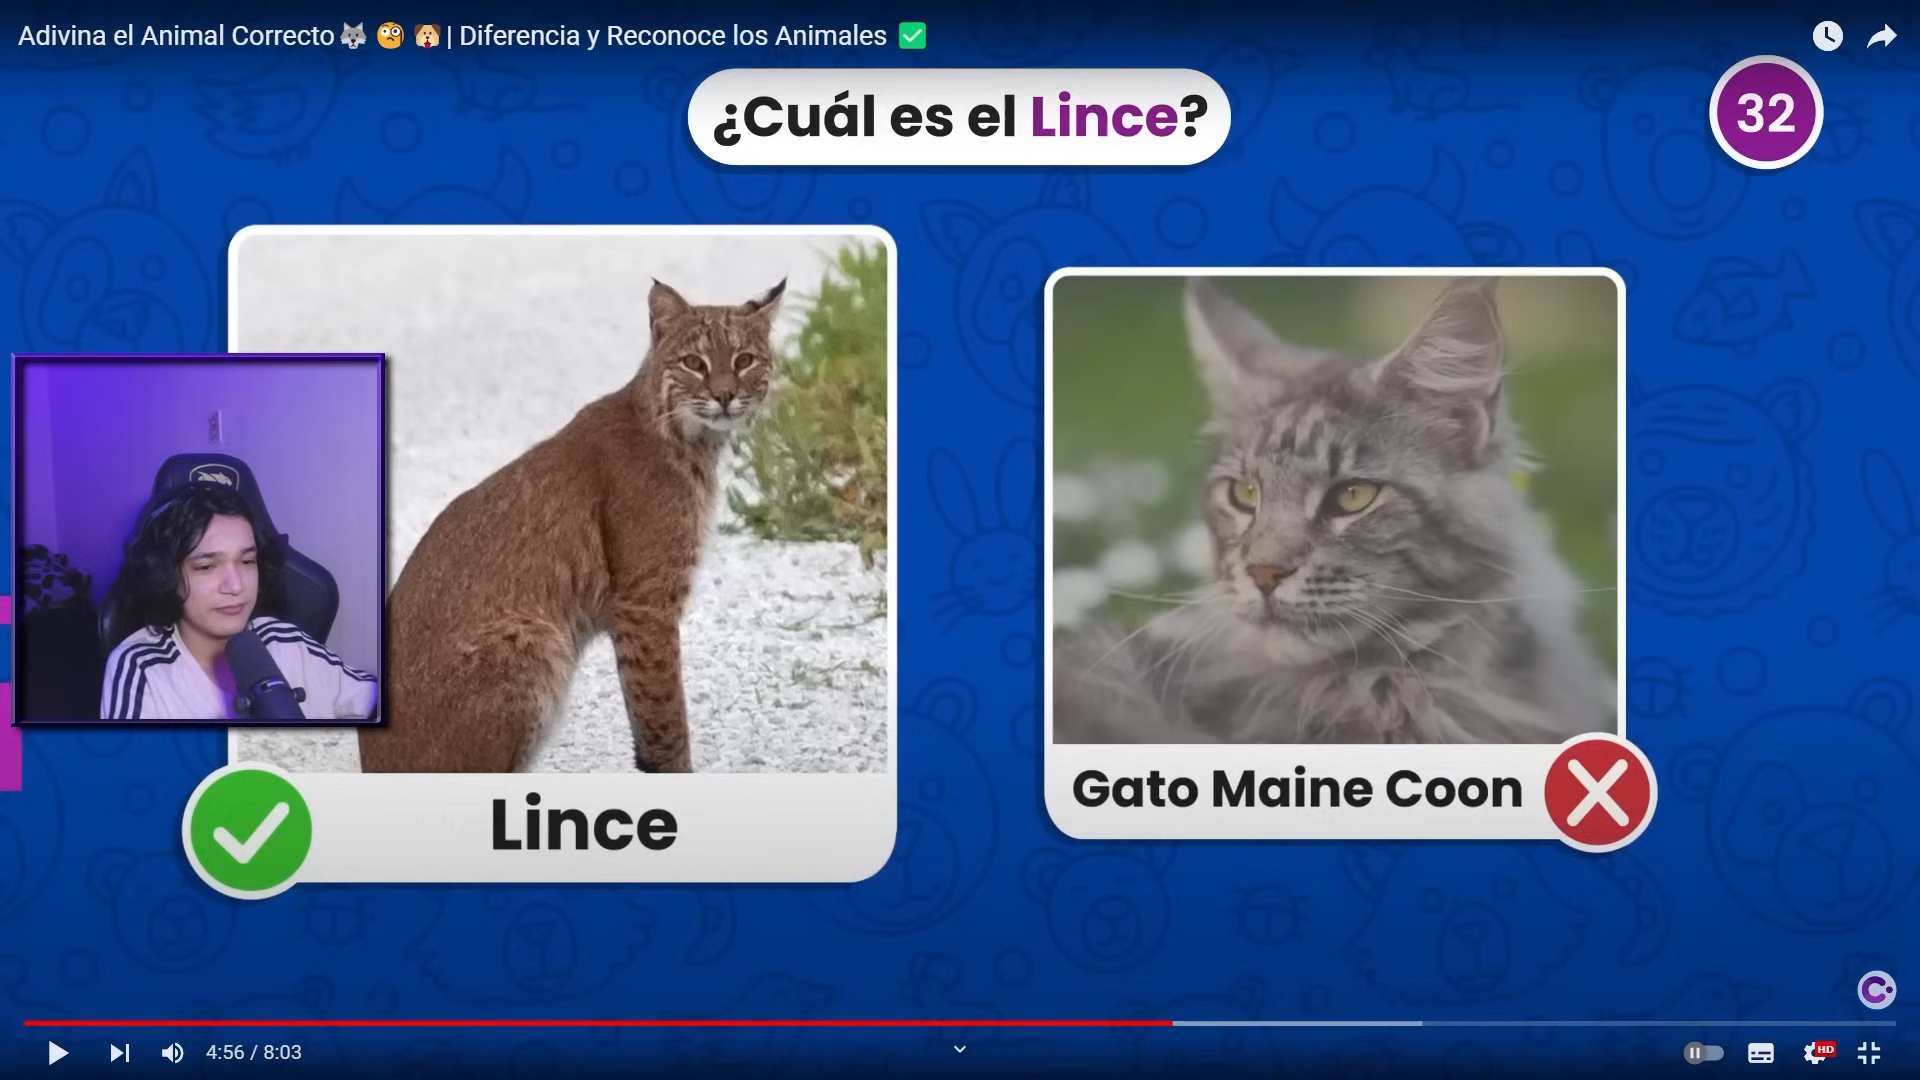 Adivina el Animal Correcto🐺 🧐 🐶| Diferencia y Reconoce los Animales ✅
¿Cuál es el Lince?
32
Lince
Gato Maine Coon
4:56 / 8:03
HD